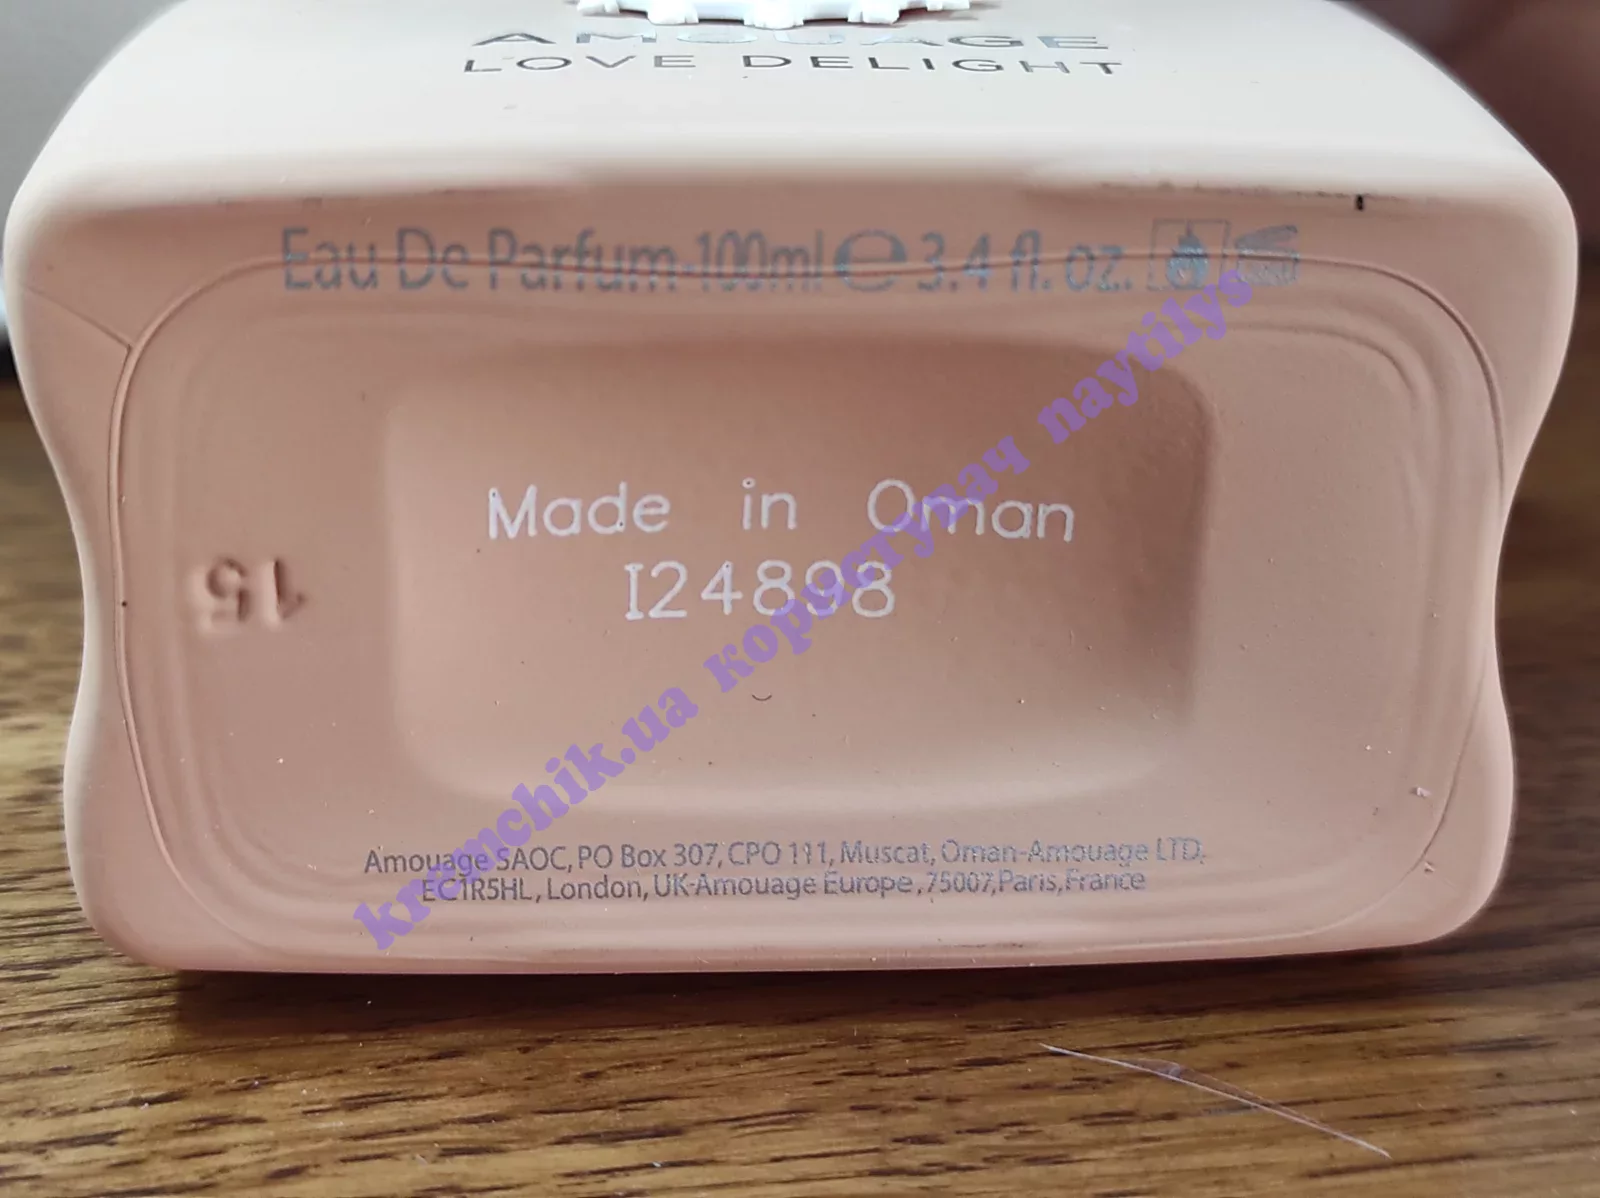 AMOUAGE
LOVE DELIGHT
Eau De Parfum·100ml ℮ 3.4 fl. oz.
Made in Oman
I24898
15
Amouage SAOC, PO Box 307, CPO 111, Muscat, Oman-Amouage LTD,
EC1R5HL, London, UK-Amouage Europe, 75007, Paris, France
kremchik.ua користувач naytilys